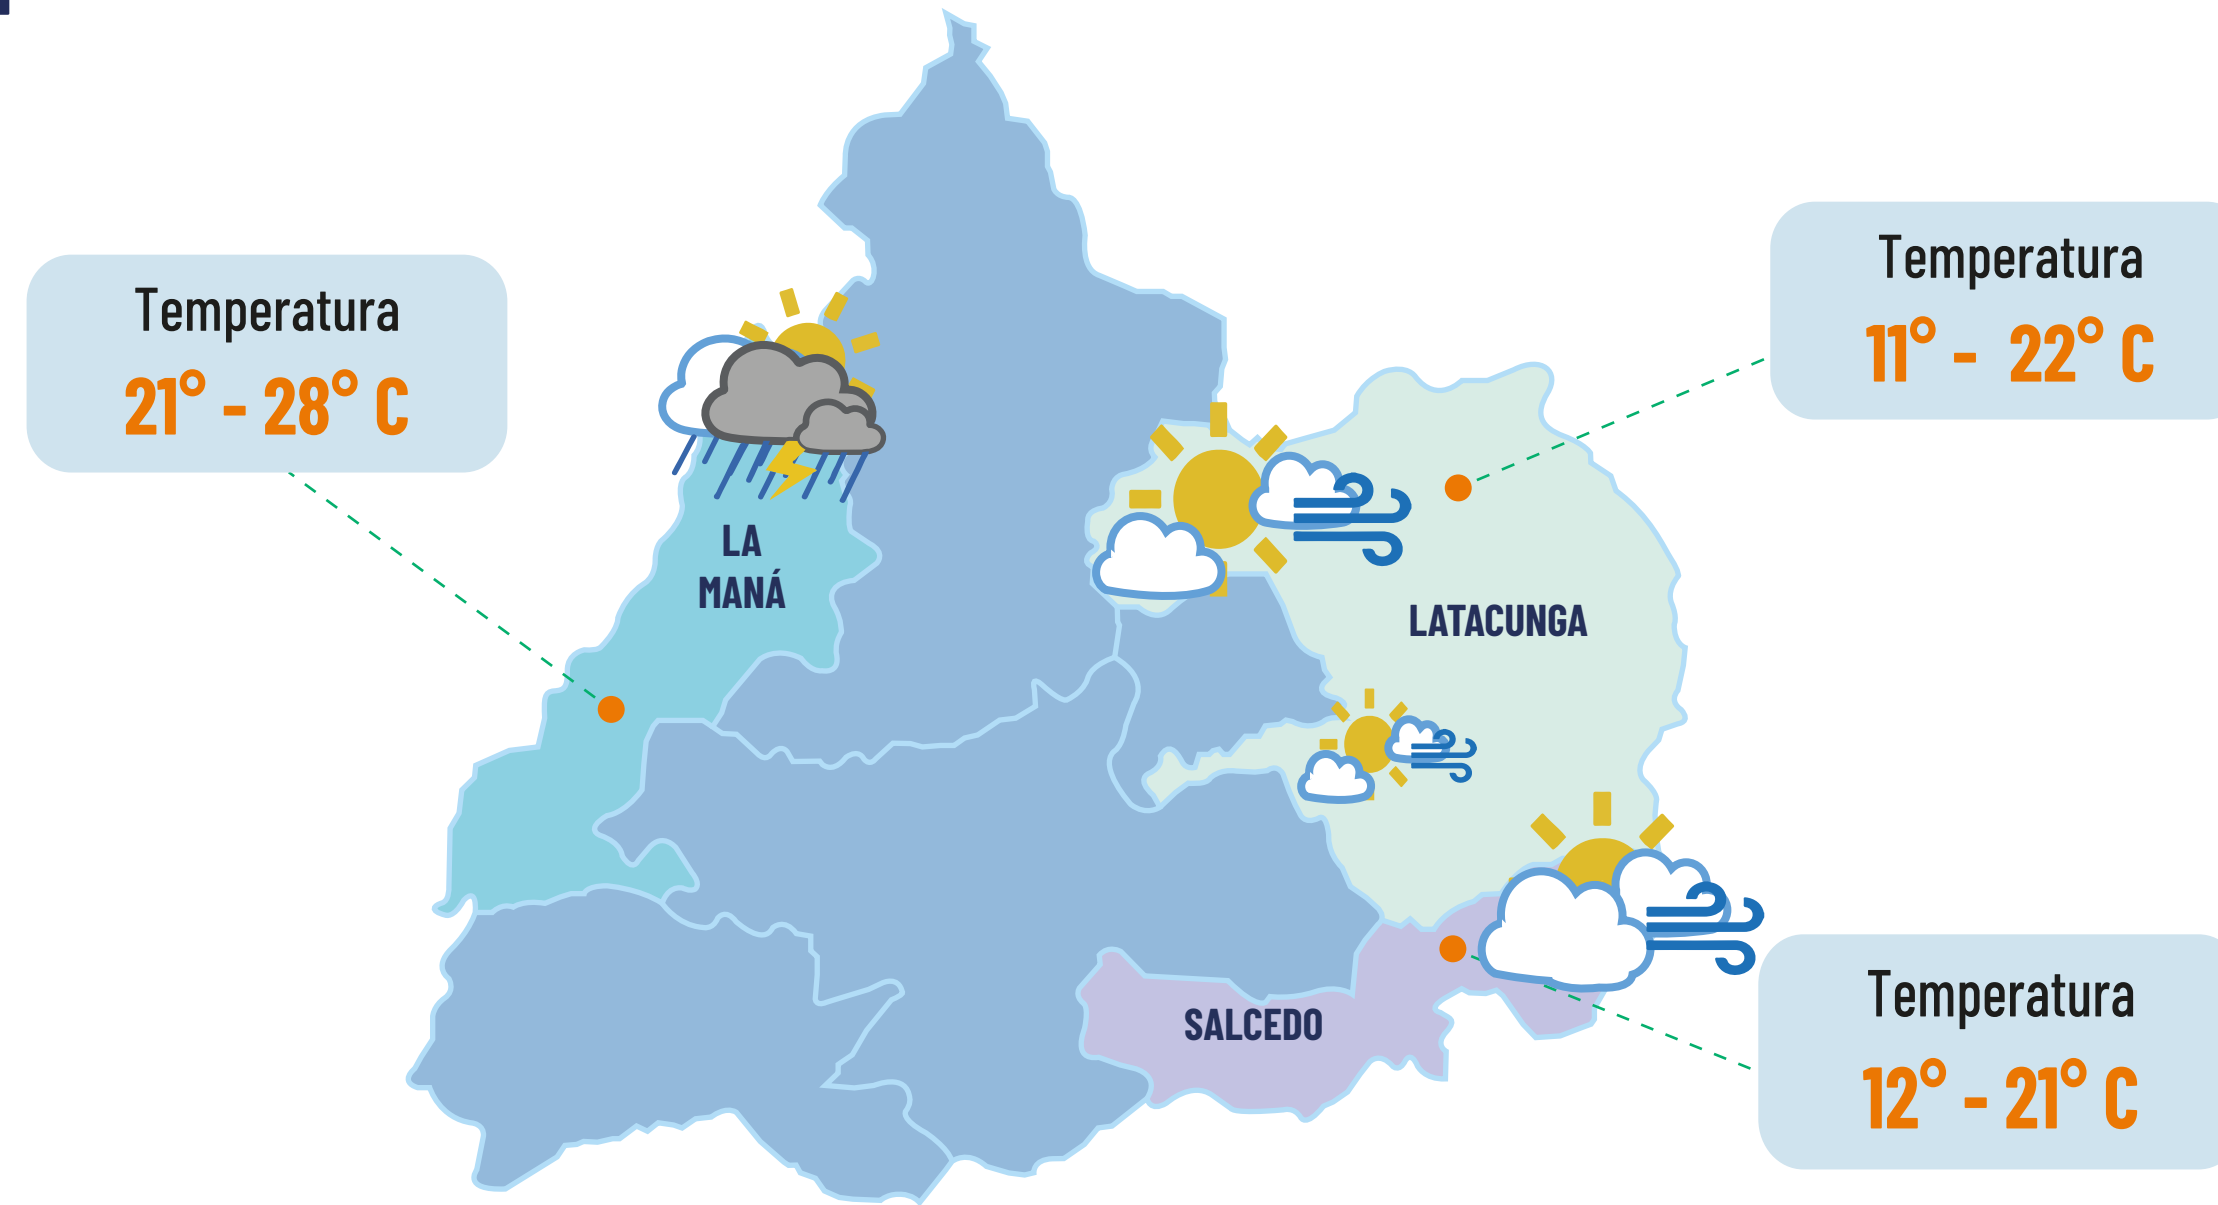 Temperatura
21° - 28° C
Temperatura
11° - 22° C
LA
MANÁ
LATACUNGA
SALCEDO
Temperatura
12° - 21° C